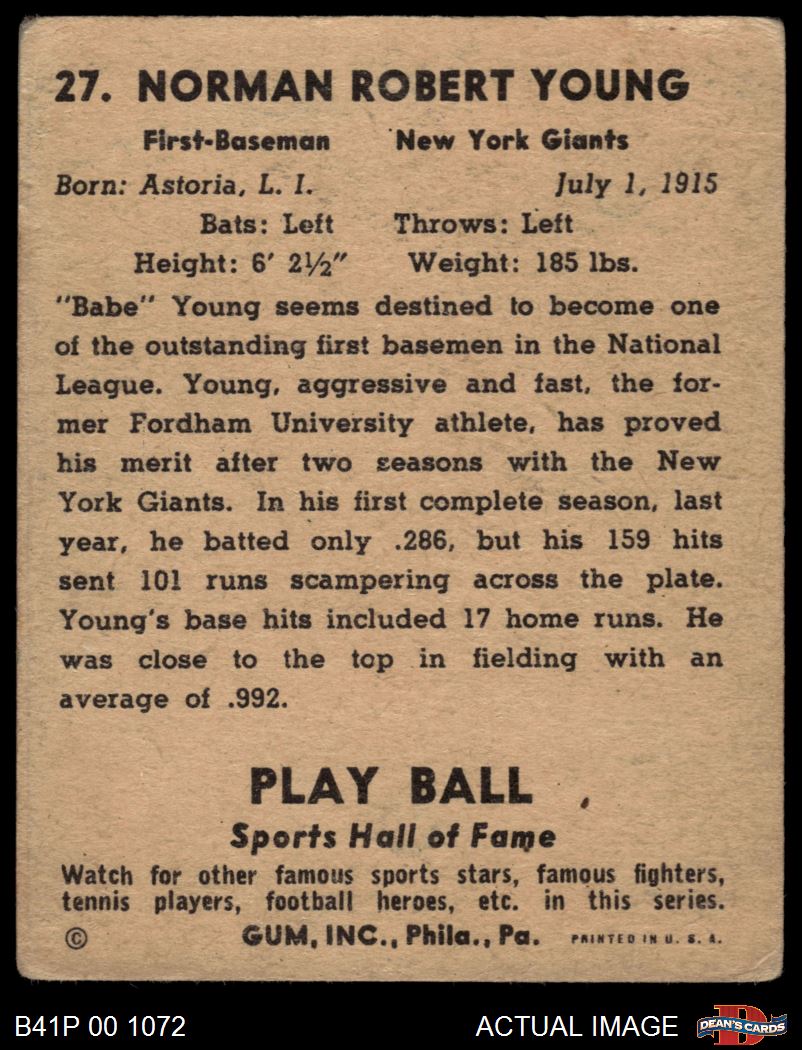 27. NORMAN ROBERT YOUNG
First-Baseman New York Giants
Born: Astoria, L. I. July 1, 1915
Bats: Left Throws: Left
Height: 6′ 2½″ Weight: 185 lbs.
"Babe" Young seems destined to become one
of the outstanding first basemen in the National
League. Young, aggressive and fast, the for-
mer Fordham University athlete, has proved
his merit after two seasons with the New
York Giants. In his first complete season, last
year, he batted only .286, but his 159 hits
sent 101 runs scampering across the plate.
Young's base hits included 17 home runs. He
was close to the top in fielding with an
average of .992.
PLAY BALL
Sports Hall of Fame
Watch for other famous sports stars, famous fighters,
tennis players, football heroes, etc. in this series.
© GUM, INC., Phila., Pa. PRINTED IN U. S. A.
B41P 00 1072 ACTUAL IMAGE D DEAN'S CARDS